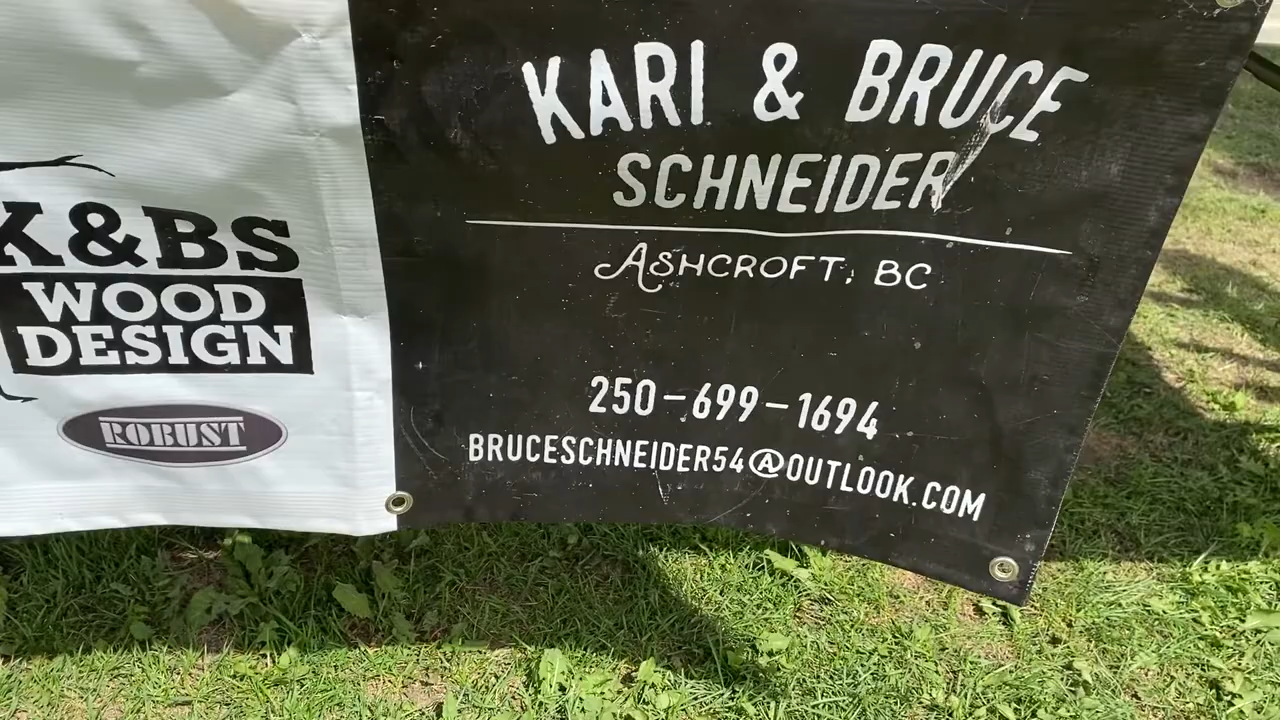 K&BS
WOOD
DESIGN
ROBUST
KARI & BRUCE
SCHNEIDER
ASHCROFT, BC
250-699-1694
BRUCESCHNEIDER54@OUTLOOK.COM